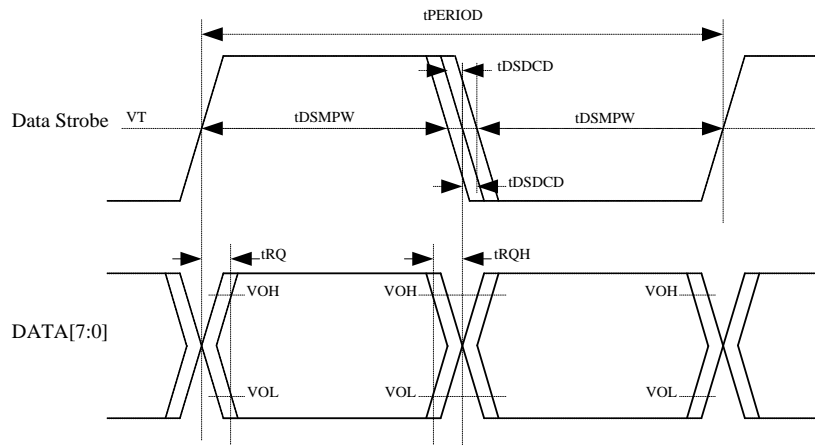 tPERIOD
tDSDCD
Data Strobe
VT
tDSMPW
tDSMPW
tDSDCD
tRQ
tRQH
VOH
VOH
VOH
DATA[7:0]
VOL
VOL
VOL